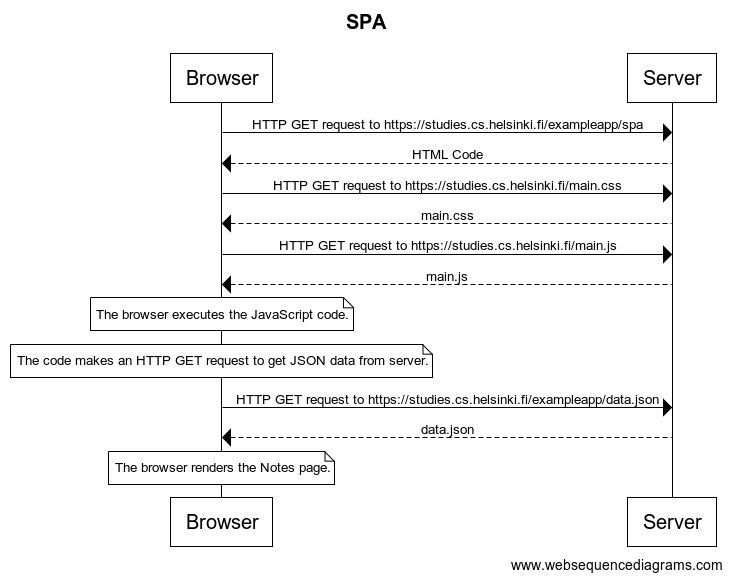 SPA
Browser
Server
HTTP GET request to https://studies.cs.helsinki.fi/exampleapp/spa
HTML Code
HTTP GET request to https://studies.cs.helsinki.fi/main.css
main.css
HTTP GET request to https://studies.cs.helsinki.fi/main.js
main.js
The browser executes the JavaScript code.
The code makes an HTTP GET request to get JSON data from server.
HTTP GET request to https://studies.cs.helsinki.fi/exampleapp/data.json
data.json
The browser renders the Notes page.
Browser
Server
www.websequencediagrams.com